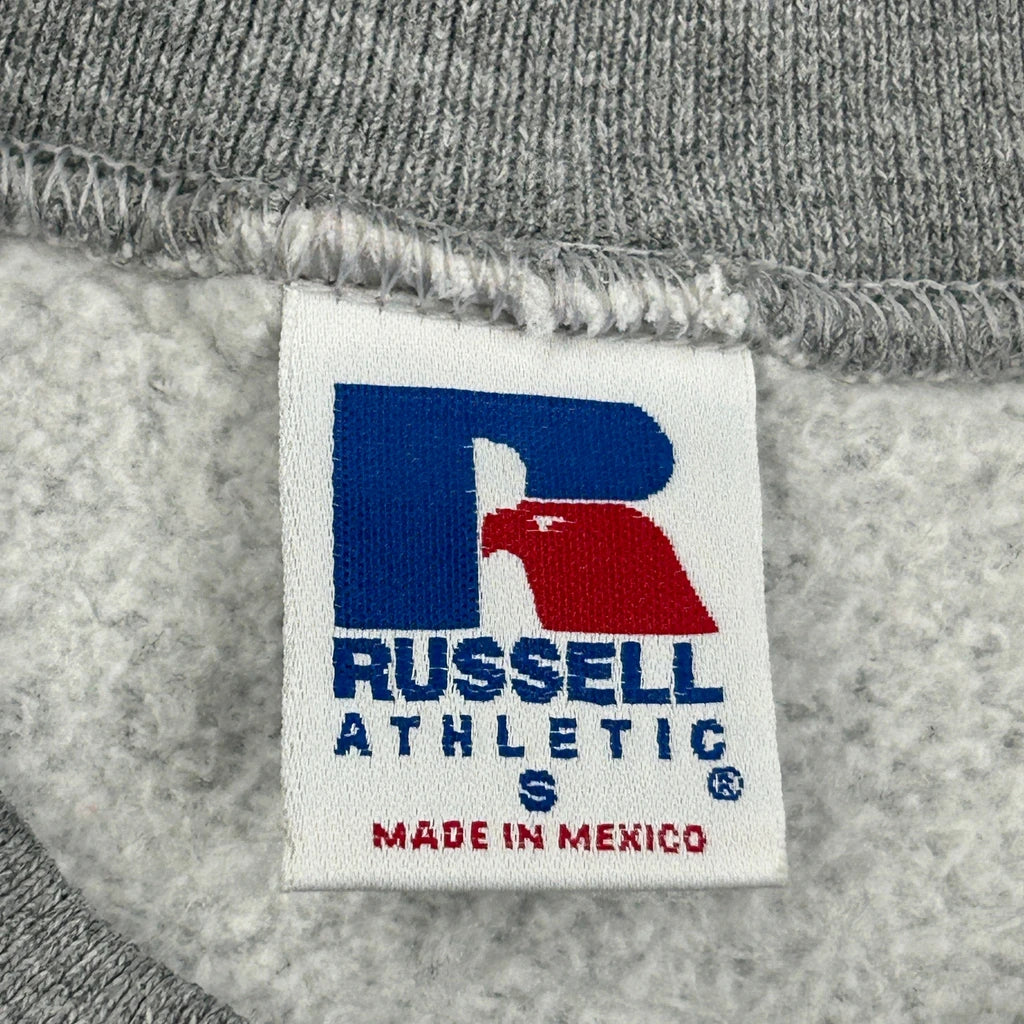 RUSSELL
ATHLETIC
S ®
MADE IN MEXICO